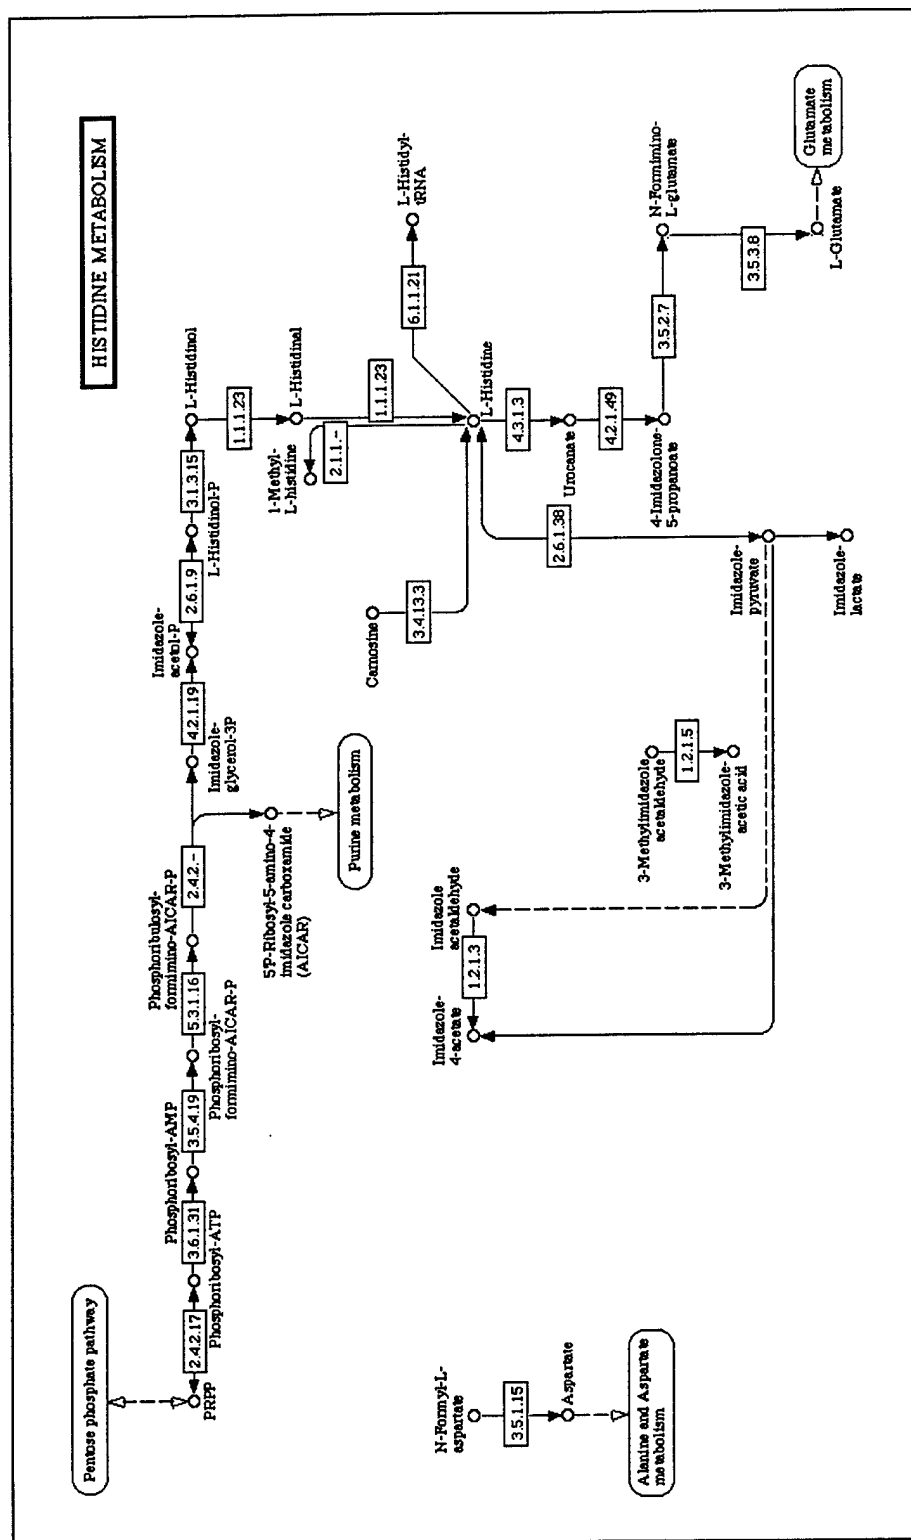 HISTIDINE METABOLISM
Pentose phosphate pathway
PRPP
2.4.2.17
Phosphoribosyl-ATP
3.6.1.31
Phosphoribosyl-AMP
3.5.4.19
Phosphoribosyl-
formimino-AICAR-P
5.3.1.16
Phosphoribulosyl-
formimino-AICAR-P
2.4.2.-
Imidazole-
glycerol-3P
4.2.1.19
Imidazole-
acetol-P
2.6.1.9
L-Histidinol-P
3.1.3.15
L-Histidinol
1.1.1.23
L-Histidinal
1.1.1.23
5'P-Ribosyl-5-amino-4-
imidazole carboxamide
(AICAR)
Purine metabolism
1-Methyl-
L-histidine
2.1.1.-
L-Histidyl-
tRNA
6.1.1.21
Carnosine
3.4.13.3
L-Histidine
4.3.1.3
Urocanate
4.2.1.49
4-Imidazolone-
5-propanoate
3.5.2.7
N-Formimino-
L-glutamate
3.5.3.8
L-Glutamate
Glutamate
metabolism
2.6.1.38
Imidazole-
pyruvate
Imidazole-
lactate
Imidazole
acetaldehyde
1.2.1.3
Imidazole-
4-acetate
3-Methylimidazole
acetaldehyde
1.2.1.5
3-Methylimidazole-
acetic acid
N-Formyl-L-
aspartate
3.5.1.15
Aspartate
Alanine and Aspartate
metabolism